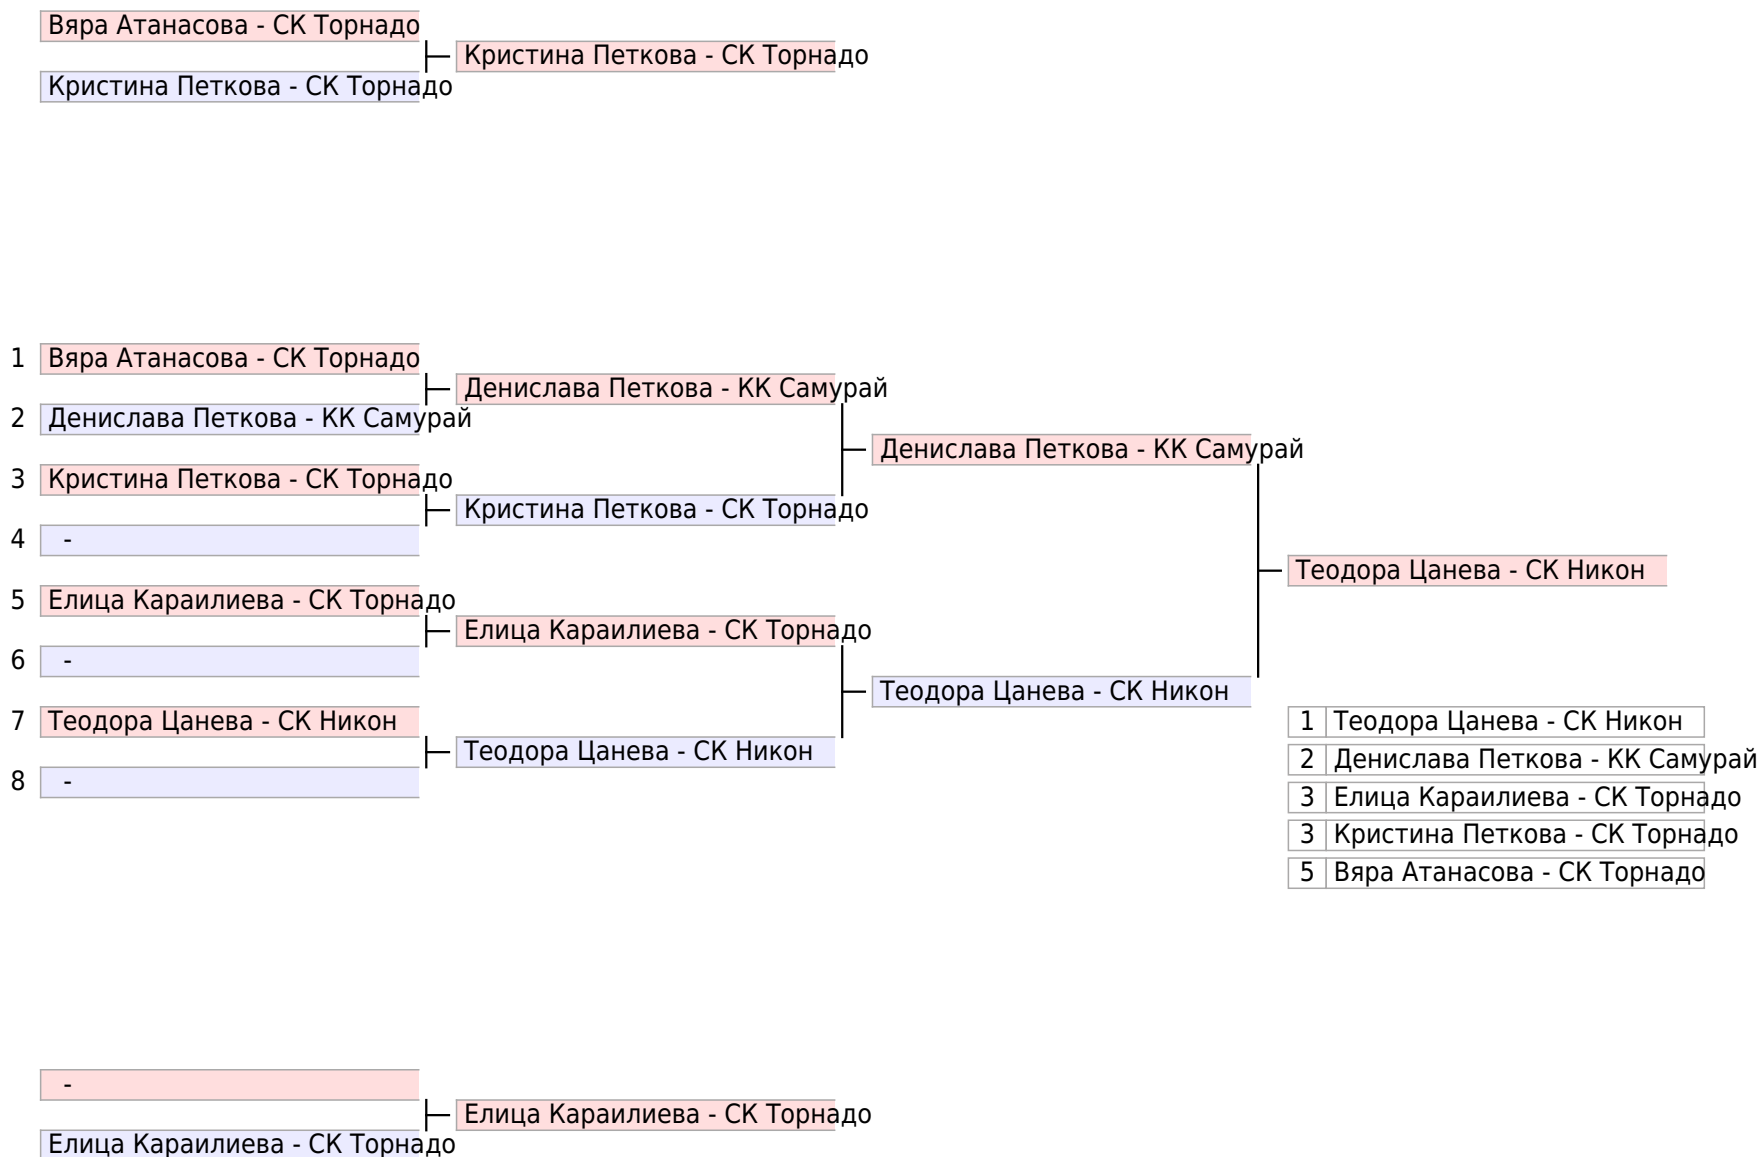 Вяра Атанасова - СК Торнадо
Кристина Петкова - СК Торнадо
Кристина Петкова - СК Торнадо
1 Вяра Атанасова - СК Торнадо
Денислава Петкова - КК Самурай
2 Денислава Петкова - КК Самурай
Денислава Петкова - КК Самурай
3 Кристина Петкова - СК Торнадо
Кристина Петкова - СК Торнадо
4 -
Теодора Цанева - СК Никон
5 Елица Караилиева - СК Торнадо
Елица Караилиева - СК Торнадо
6 -
Теодора Цанева - СК Никон
7 Теодора Цанева - СК Никон
Теодора Цанева - СК Никон
8 -
1 Теодора Цанева - СК Никон
2 Денислава Петкова - КК Самурай
3 Елица Караилиева - СК Торнадо
3 Кристина Петкова - СК Торнадо
5 Вяра Атанасова - СК Торнадо
-
Елица Караилиева - СК Торнадо
Елица Караилиева - СК Торнадо